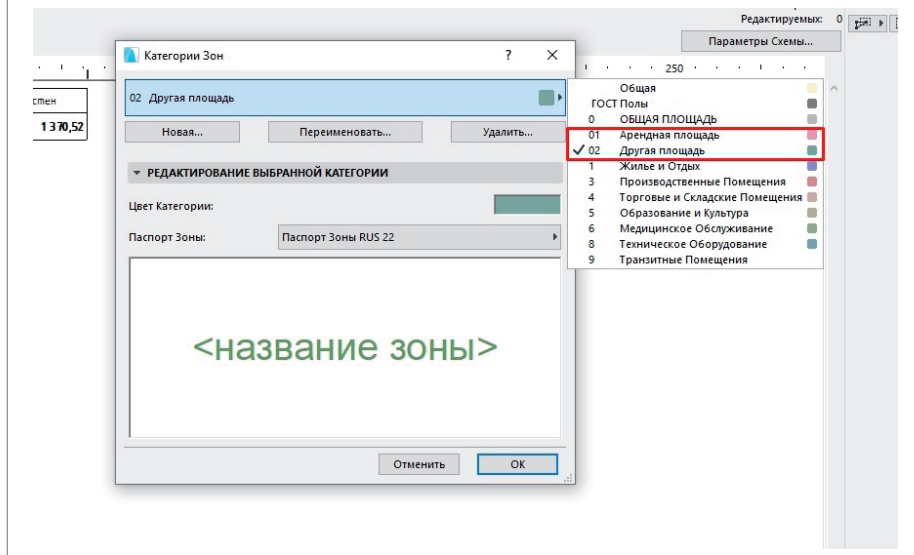 Редактируемых: 0
Параметры Схемы...
250
стен
1 370,52
Категории Зон ? ×
02 Другая площадь
Новая... Переименовать... Удалить...
РЕДАКТИРОВАНИЕ ВЫБРАННОЙ КАТЕГОРИИ
Цвет Категории:
Паспорт Зоны: Паспорт Зоны RUS 22
<название зоны>
Отменить OK
Общая
ГОСТ Полы
0 ОБЩАЯ ПЛОЩАДЬ
01 Арендная площадь
02 Другая площадь
1 Жилье и Отдых
3 Производственные Помещения
4 Торговые и Складские Помещения
5 Образование и Культура
6 Медицинское Обслуживание
8 Техническое Оборудование
9 Транзитные Помещения